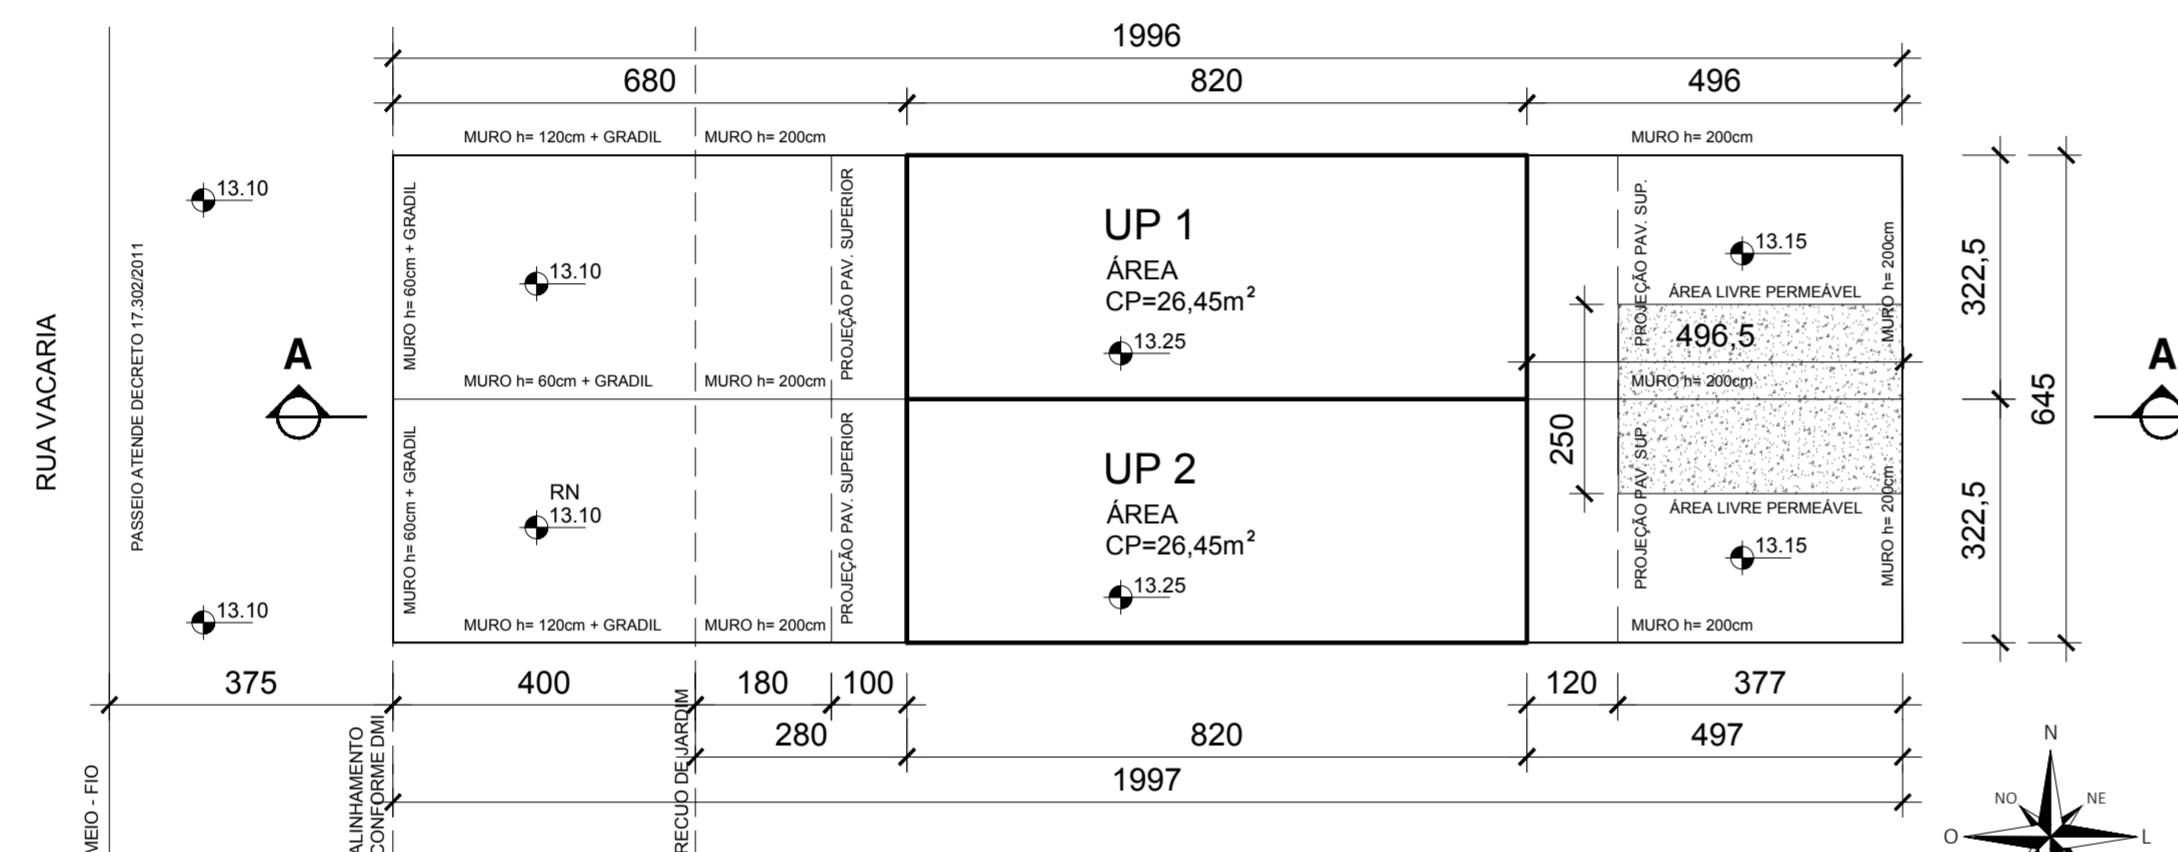 1996
680
820
496
MURO h= 120cm + GRADIL
MURO h= 200cm
MURO h= 200cm
13.10
13.10
13.10
RN
13.10
RUA VACARIA
PASSEIO ATENDE DECRETO 17.302/2011
A
MURO h= 60cm + GRADIL
MURO h= 60cm + GRADIL
MURO h= 60cm + GRADIL
MURO h= 200cm
PROJEÇÃO PAV. SUPERIOR
PROJEÇÃO PAV. SUPERIOR
MURO h= 120cm + GRADIL
MURO h= 200cm
UP 1
ÁREA
CP=26,45m²
13.25
UP 2
ÁREA
CP=26,45m²
13.25
PROJEÇÃO PAV. SUP.
13.15
ÁREA LIVRE PERMEÁVEL
MURO h= 200cm
496,5
MURO h= 200cm
250
PROJEÇÃO PAV. SUP.
ÁREA LIVRE PERMEÁVEL
13.15
MURO h= 200cm
MURO h= 200cm
322,5
322,5
645
A
375
400
180
100
120
377
280
820
497
1997
MEIO - FIO
ALINHAMENTO
CONFORME DMI
RECUO DE JARDIM
N
NO
NE
O
L